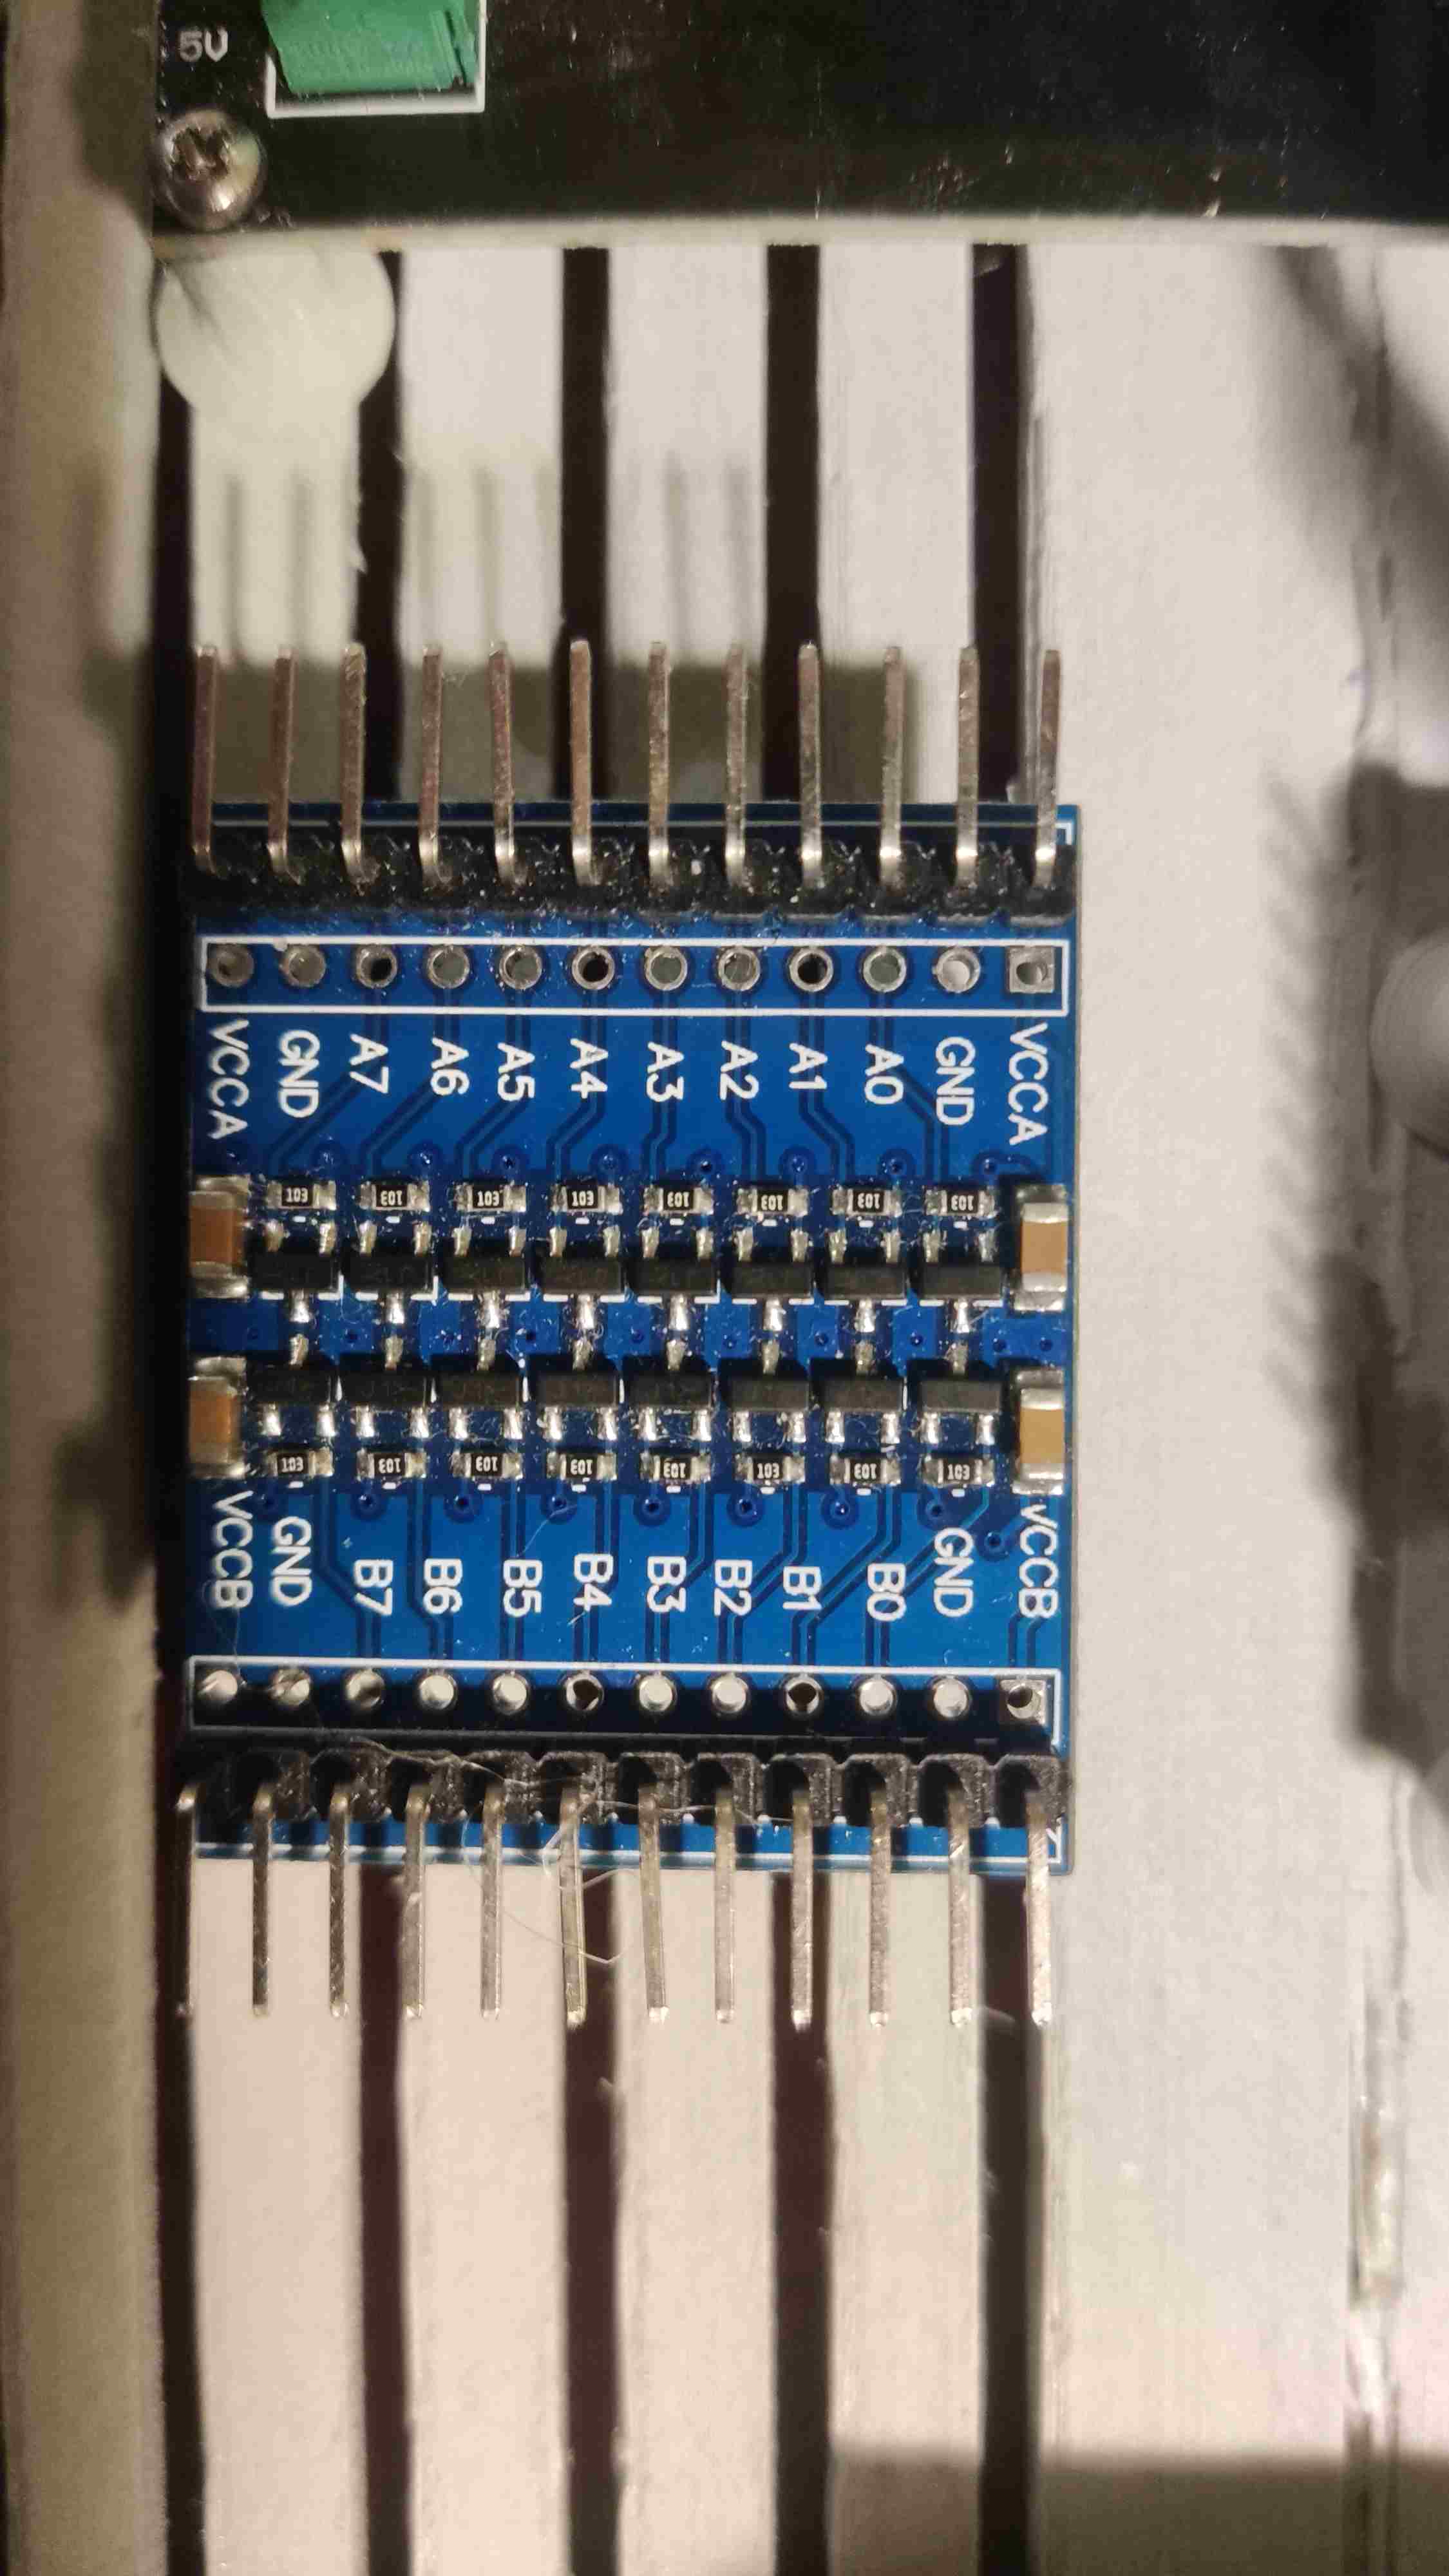 5V
VCCA GND A7 A6 A5 A4 A3 A2 A1 A0 GND VCCA
103 103 103 103 103 103 103 103
103 103 103 103 103 103 103 103
VCCB GND B7 B6 B5 B4 B3 B2 B1 B0 GND VCCB